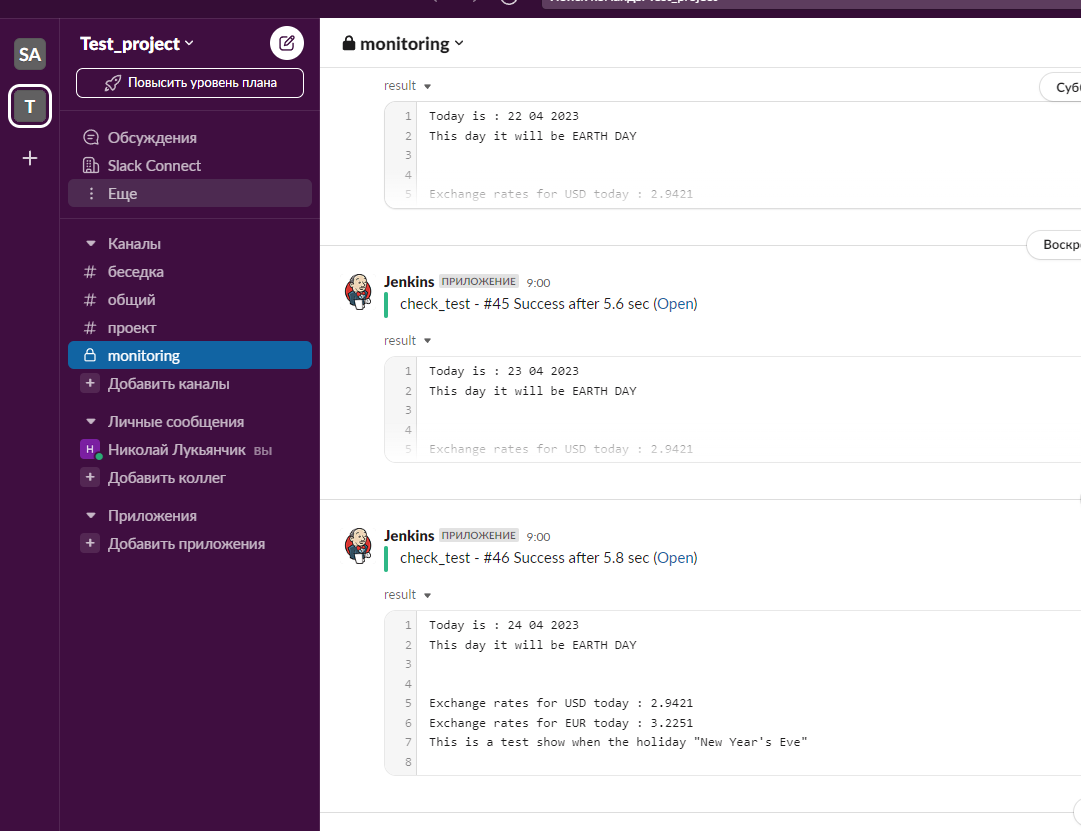 SA
T
Test_project
Повысить уровень плана
Обсуждения
Slack Connect
Еще
Каналы
# беседка
# общий
# проект
monitoring
+ Добавить каналы
Личные сообщения
Н Николай Лукьянчик вы
+ Добавить коллег
Приложения
+ Добавить приложения
monitoring
result
1 Today is : 22 04 2023
2 This day it will be EARTH DAY
3
4
5 Exchange rates for USD today : 2.9421
Jenkins ПРИЛОЖЕНИЕ 9:00
check_test - #45 Success after 5.6 sec (Open)
result
1 Today is : 23 04 2023
2 This day it will be EARTH DAY
3
4
5 Exchange rates for USD today : 2.9421
Jenkins ПРИЛОЖЕНИЕ 9:00
check_test - #46 Success after 5.8 sec (Open)
result
1 Today is : 24 04 2023
2 This day it will be EARTH DAY
3
4
5 Exchange rates for USD today : 2.9421
6 Exchange rates for EUR today : 3.2251
7 This is a test show when the holiday "New Year's Eve"
8